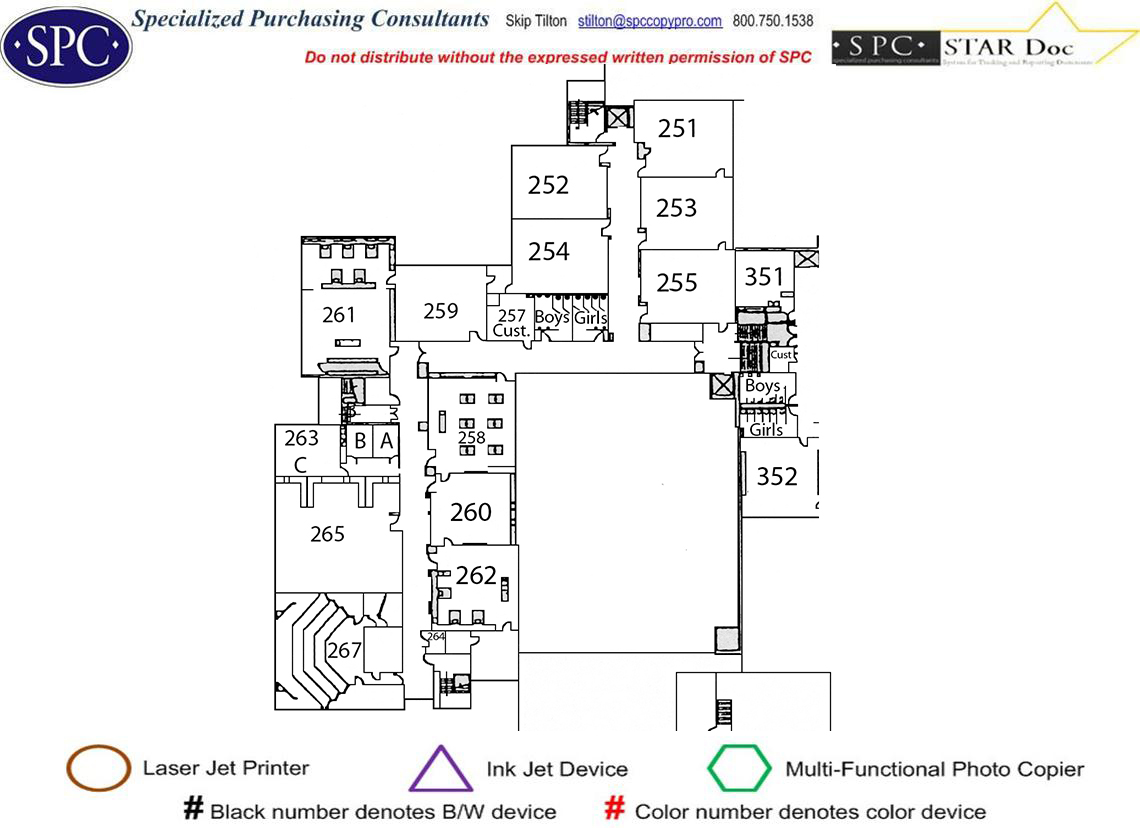 Specialized Purchasing Consultants Skip Tilton stilton@spccopypro.com 800.750.1538
·SPC·
Do not distribute without the expressed written permission of SPC
·SPC· STAR Doc
specialized purchasing consultants System for Tracking and Reporting Documents
251
252
253
254
255
351
261
259
257
Cust.
Boys
Girls
Cust
Boys
Girls
258
263
C
B
A
352
260
265
262
264
267
Laser Jet Printer
Ink Jet Device
Multi-Functional Photo Copier
# Black number denotes B/W device
# Color number denotes color device